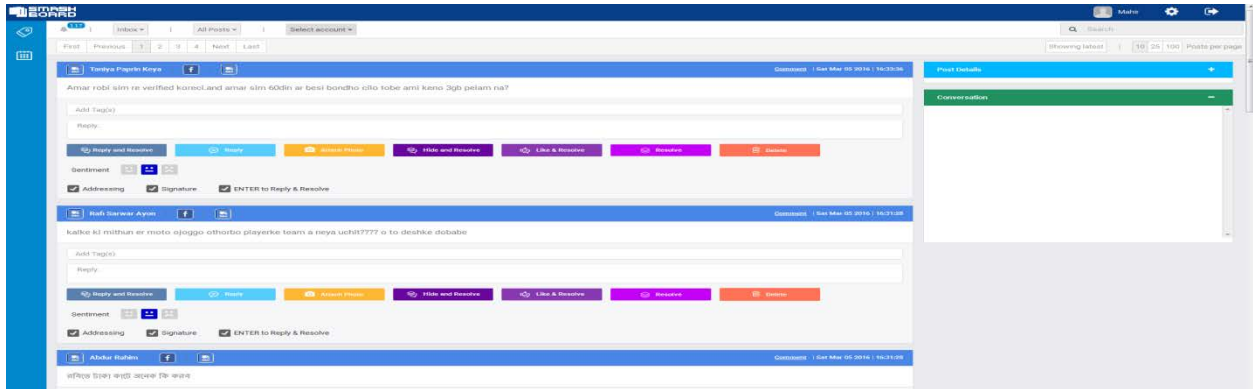 SMASH
BOARD
Mahs
117
Inbox
All Posts
Select account
Search
First Previous 1 2 3 4 Next Last
Showing latest 10 25 100 Posts per page
Taniya Paprin Keya
Comment | Sat Mar 05 2016 | 16:33:36
Amar robi sim re verified koreci.and amar sim 60din ar besi bondho cilo tobe ami keno 3gb pelam na?
Add Tag(s)
Reply
Reply and Resolve Reply Attach Photo Hide and Resolve Like & Resolve Resolve Delete
Sentiment
Addressing Signature ENTER to Reply & Resolve
Rafi Sarwar Ayon
Comment | Sat Mar 05 2016 | 16:31:28
kalke ki mithun er moto ojoggo othorbo playerke team a neya uchit???? o to deshke dobabe
Add Tag(s)
Reply
Reply and Resolve Reply Attach Photo Hide and Resolve Like & Resolve Resolve Delete
Sentiment
Addressing Signature ENTER to Reply & Resolve
Abdur Rahim
Comment | Sat Mar 05 2016
টাকা কাটে অনেক কি করব
Post Details
Conversation